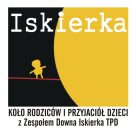 Iskierka
KOŁO RODZICÓW I PRZYJACIÓŁ DZIECI
z Zespołem Downa Iskierka TPD